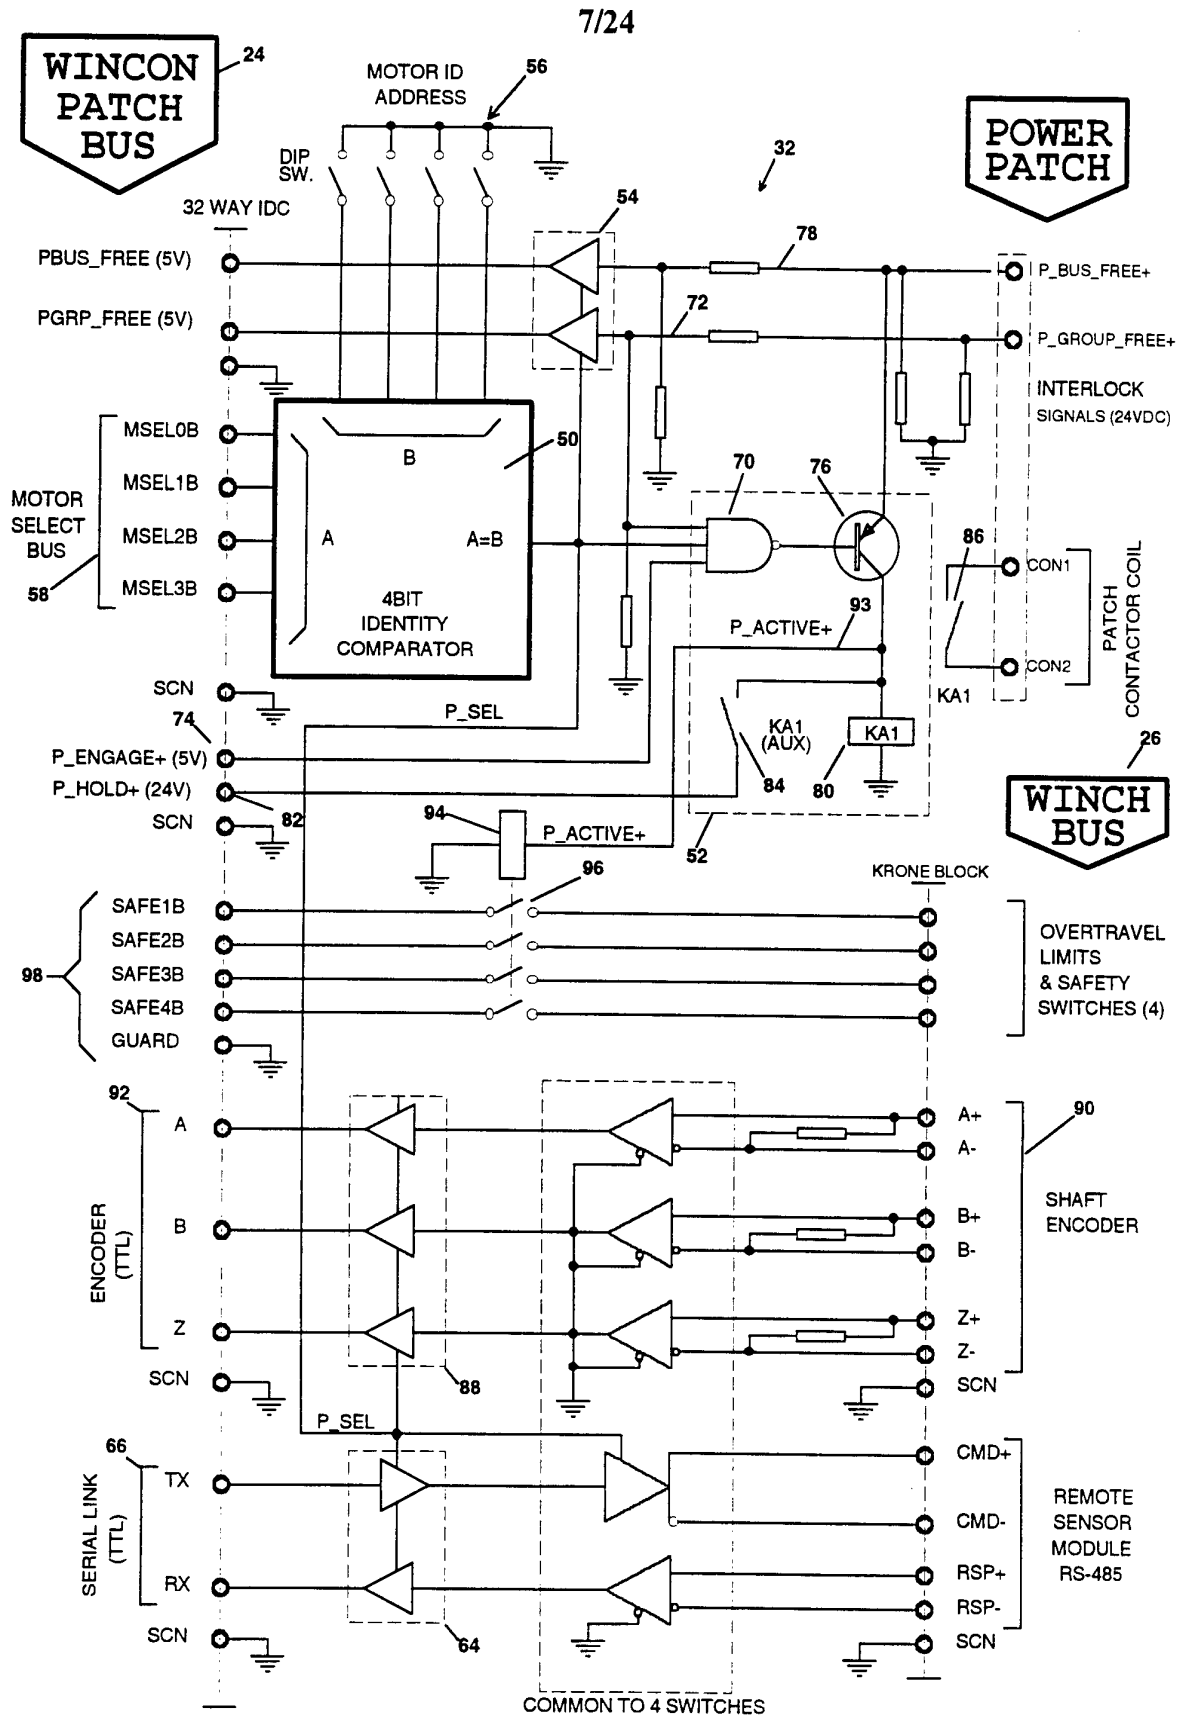 7/24
WINCON
PATCH
BUS
24
MOTOR ID
ADDRESS
56
DIP
SW.
32 WAY IDC
54
32
POWER
PATCH
PBUS_FREE (5V)
78
P_BUS_FREE+
PGRP_FREE (5V)
72
P_GROUP_FREE+
INTERLOCK
SIGNALS (24VDC)
MOTOR
SELECT
BUS
58
MSEL0B
MSEL1B
MSEL2B
MSEL3B
B
A
A=B
4BIT
IDENTITY
COMPARATOR
50
70
76
86
CON1
CON2
PATCH
CONTACTOR COIL
KA1
P_ACTIVE+
93
SCN
P_SEL
74
P_ENGAGE+ (5V)
P_HOLD+ (24V)
82
SCN
KA1
(AUX)
84
KA1
80
26
WINCH
BUS
94
P_ACTIVE+
52
96
KRONE BLOCK
98
SAFE1B
SAFE2B
SAFE3B
SAFE4B
GUARD
OVERTRAVEL
LIMITS
& SAFETY
SWITCHES (4)
92
ENCODER
(TTL)
A
B
Z
SCN
88
A+
A-
B+
B-
Z+
Z-
SCN
90
SHAFT
ENCODER
P_SEL
66
SERIAL LINK
(TTL)
TX
RX
SCN
64
CMD+
CMD-
RSP+
RSP-
SCN
REMOTE
SENSOR
MODULE
RS-485
COMMON TO 4 SWITCHES